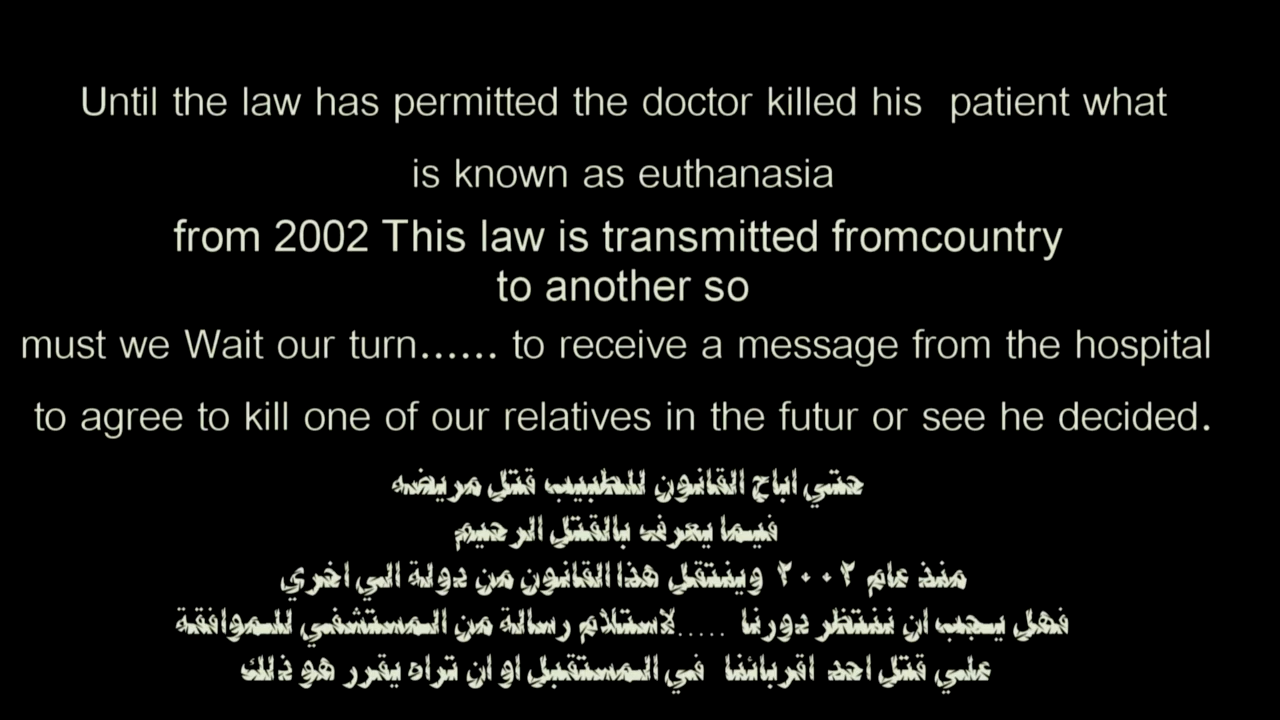 Until the law has permitted the doctor killed his patient what
is known as euthanasia
from 2002 This law is transmitted fromcountry
to another so
must we Wait our turn...... to receive a message from the hospital
to agree to kill one of our relatives in the futur or see he decided.
حتي اباح القانون للطبيب قتل مريضه
فيما يعرف بالقتل الرحيم
منذ عام ٢٠٠٢ وينتقل هذا القانون من دولة الي اخري
فهل يجب ان ننتظر دورنا .....لاستلام رسالة من المستشفي للموافقة
علي قتل احد اقربائنا في المستقبل او ان تراه يقرر هو ذلك